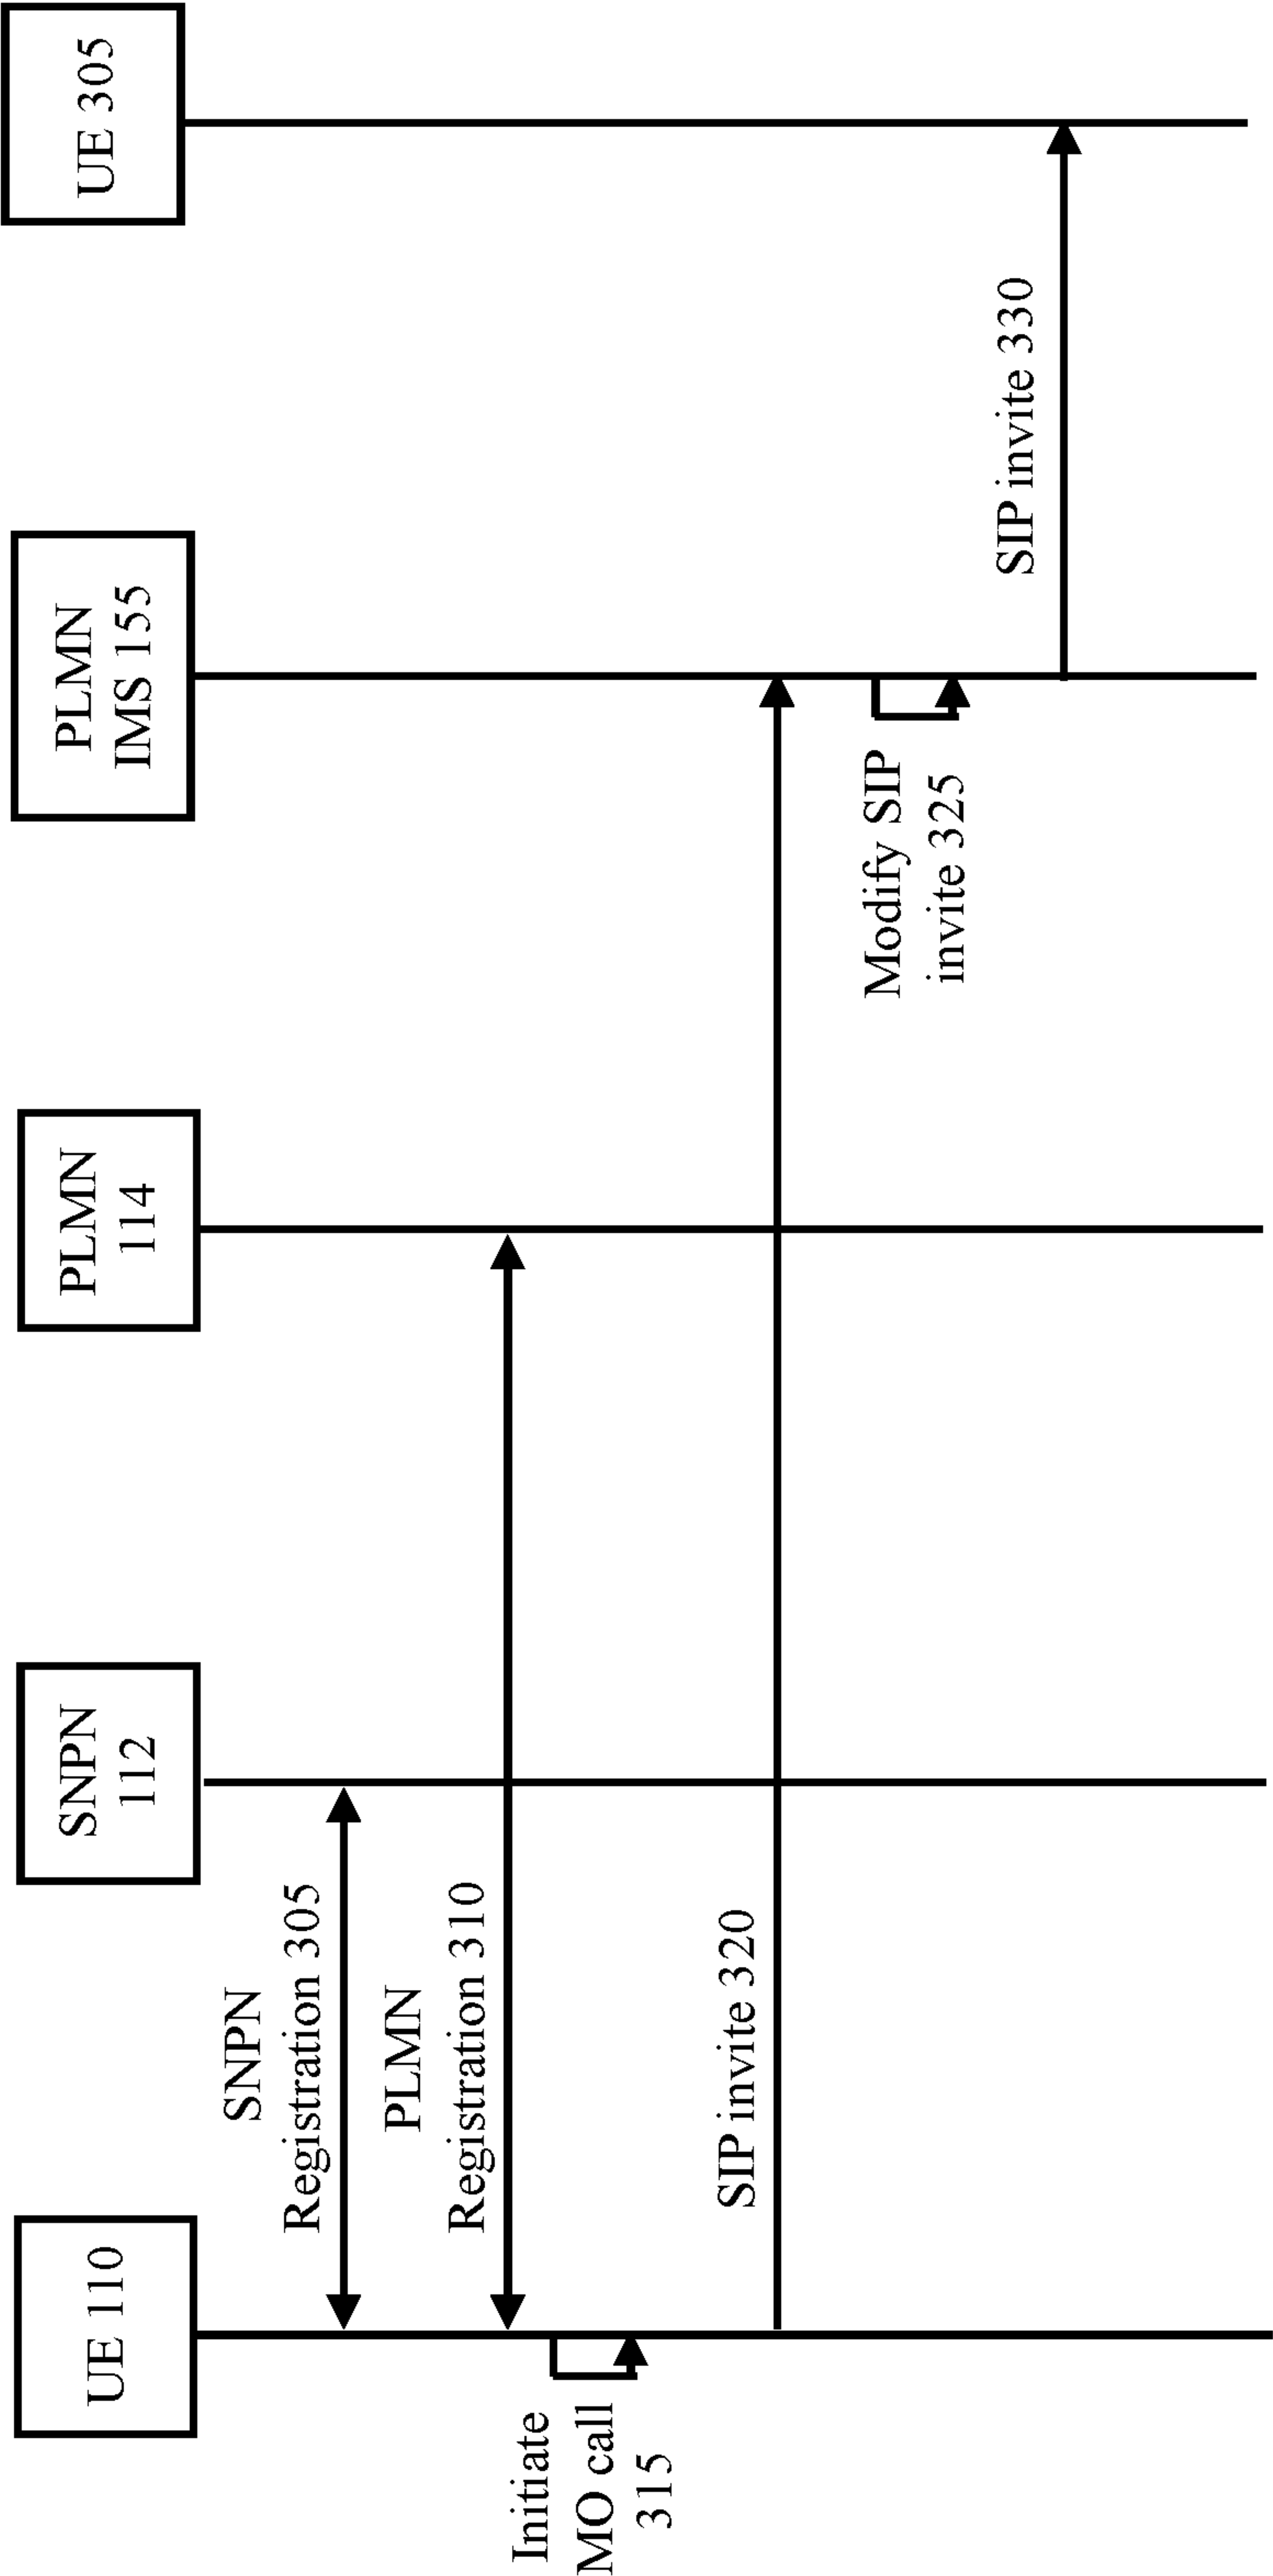 UE 110
SNPN
112
PLMN
114
PLMN
IMS 155
UE 305
SNPN
Registration 305
PLMN
Registration 310
Initiate
MO call
315
SIP invite 320
Modify SIP
invite 325
SIP invite 330